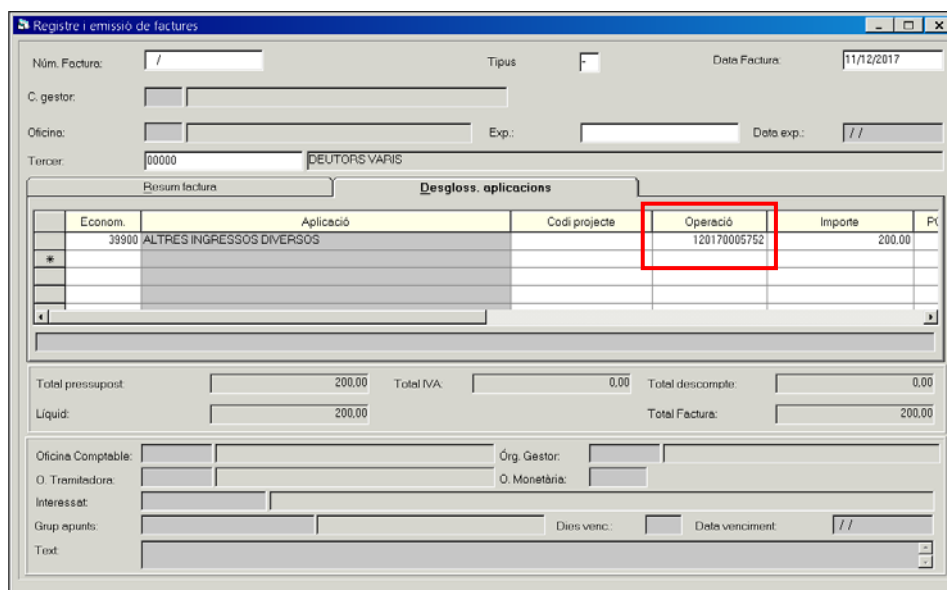 Registre i emissió de factures
Núm. Factura: / Tipus - Data Factura: 11/12/2017
C. gestor:
Oficina: Exp.: Data exp.: / /
Tercer: 00000 DEUTORS VARIS
Resum factura Desgloss. aplicacions
Econom. Aplicació Codi projecte Operació Importe
39900 ALTRES INGRESSOS DIVERSOS 120170005752 200,00
*
Total pressupost: 200,00 Total IVA: 0,00 Total descompte: 0,00
Líquid: 200,00 Total Factura: 200,00
Oficina Comptable: Órg. Gestor:
O. Tramitadora: O. Monetària:
Interessat:
Grup apunts: Dies venc.: Data venciment: / /
Text: